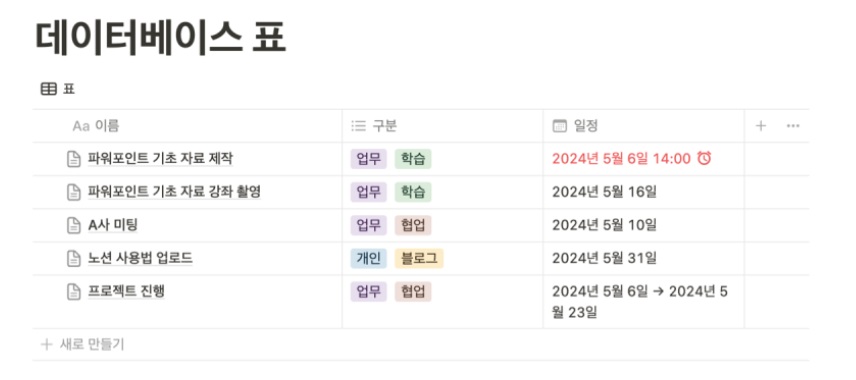 데이터베이스 표
표
Aa 이름 구분 일정
파워포인트 기초 자료 제작 업무 학습 2024년 5월 6일 14:00
파워포인트 기초 자료 강좌 촬영 업무 학습 2024년 5월 16일
A사 미팅 업무 협업 2024년 5월 10일
노션 사용법 업로드 개인 블로그 2024년 5월 31일
프로젝트 진행 업무 협업 2024년 5월 6일 → 2024년 5
월 23일
+ 새로 만들기